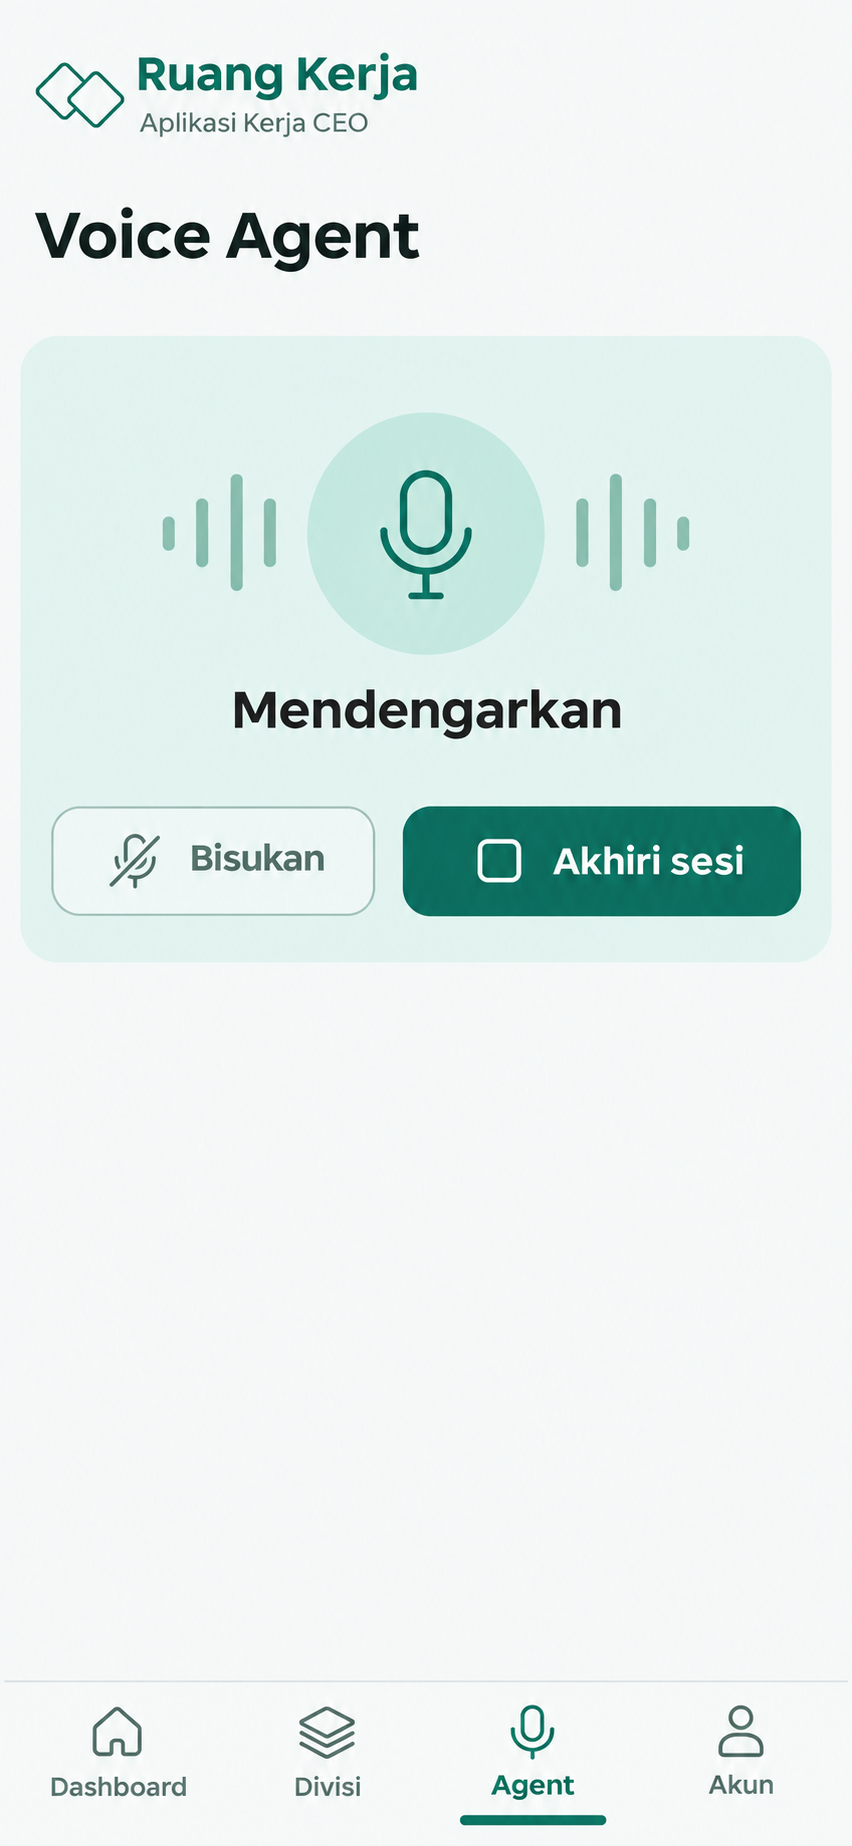 Ruang Kerja
Aplikasi Kerja CEO
Voice Agent
Mendengarkan
Bisukan
Akhiri sesi
Dashboard
Divisi
Agent
Akun